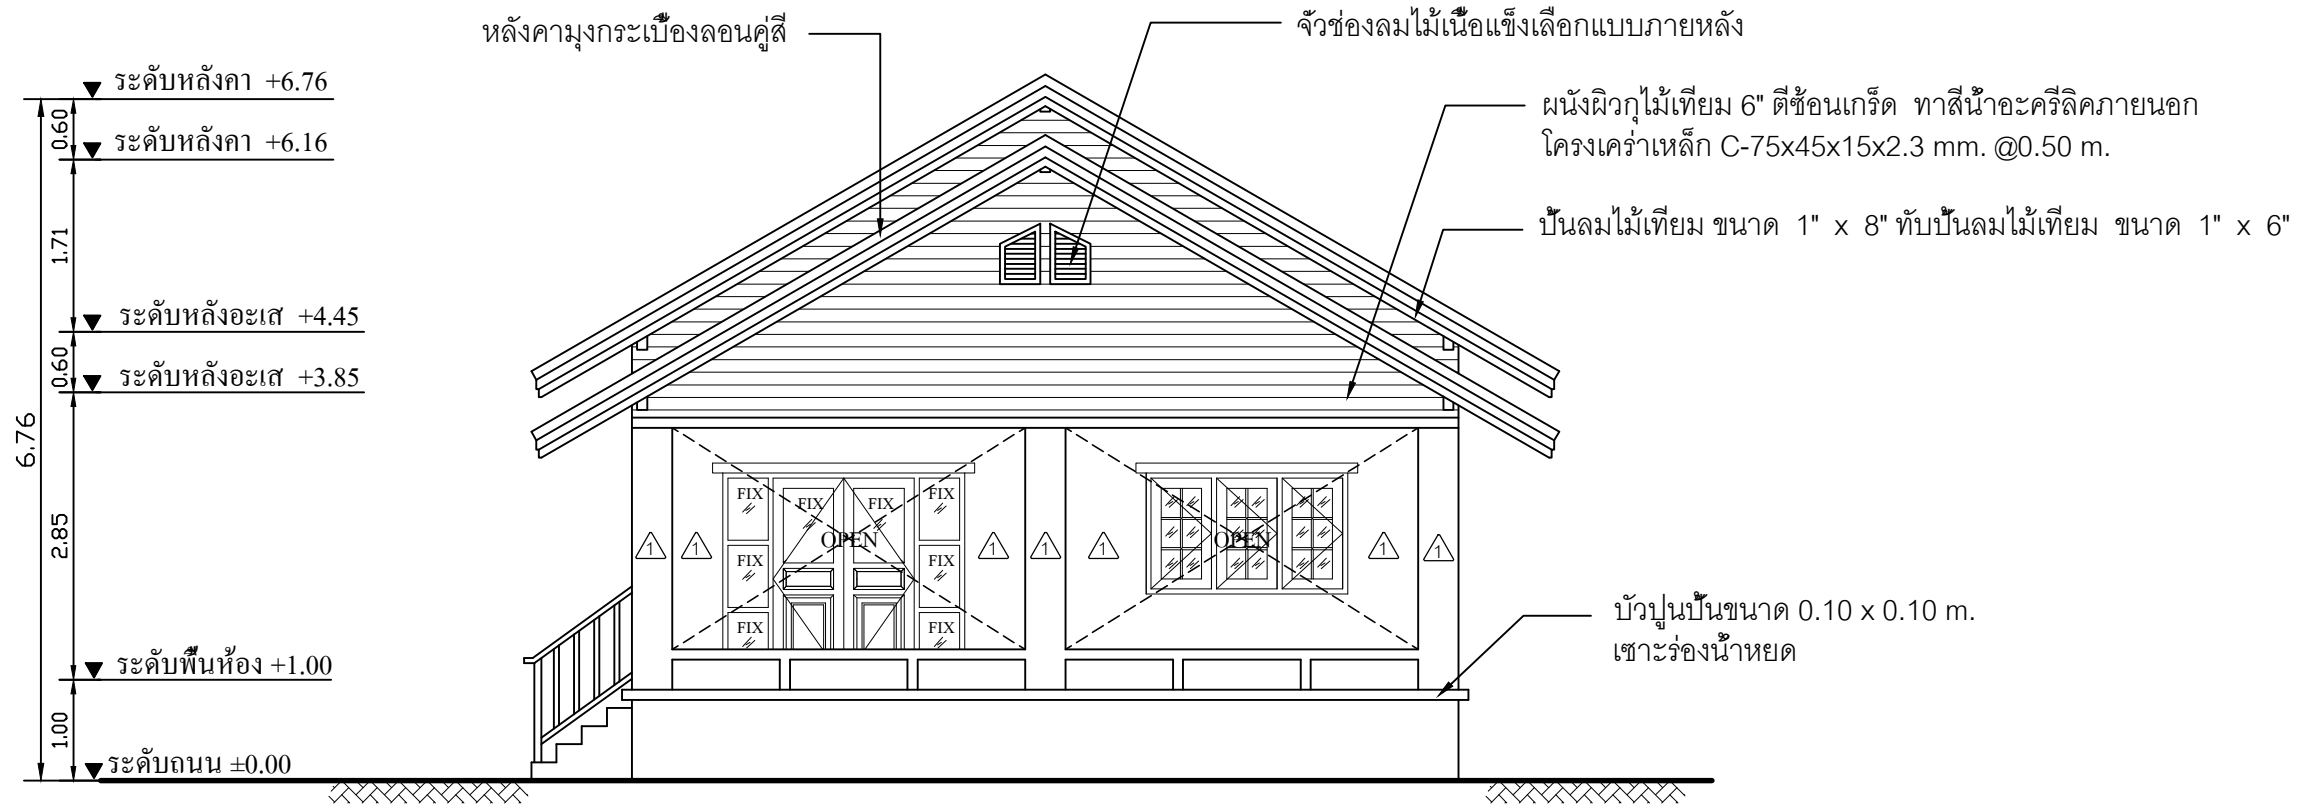 หลังคามุงกระเบื้องลอนคู่สี
จั่วช่องลมไม้เนื้อแข็งเลือกแบบภายหลัง
ระดับหลังคา +6.76
ผนังผิวกุไม้เทียม 6" ตีซ้อนเกร็ด ทาสีน้ำอะครีลิคภายนอก
โครงเคร่าเหล็ก C-75x45x15x2.3 mm. @0.50 m.
0.60
ระดับหลังคา +6.16
ปั้นลมไม้เทียม ขนาด 1" x 8" ทับปั้นลมไม้เทียม ขนาด 1" x 6"
1.71
ระดับหลังอะเส +4.45
0.60
ระดับหลังอะเส +3.85
6.76
2.85
FIX
FIX
FIX
FIX
OPEN
OPEN
1
1
1
1
1
1
1
FIX
FIX
FIX
FIX
บัวปูนปั้นขนาด 0.10 x 0.10 m.
เซาะร่องน้ำหยด
ระดับพื้นห้อง +1.00
1.00
ระดับถนน ±0.00